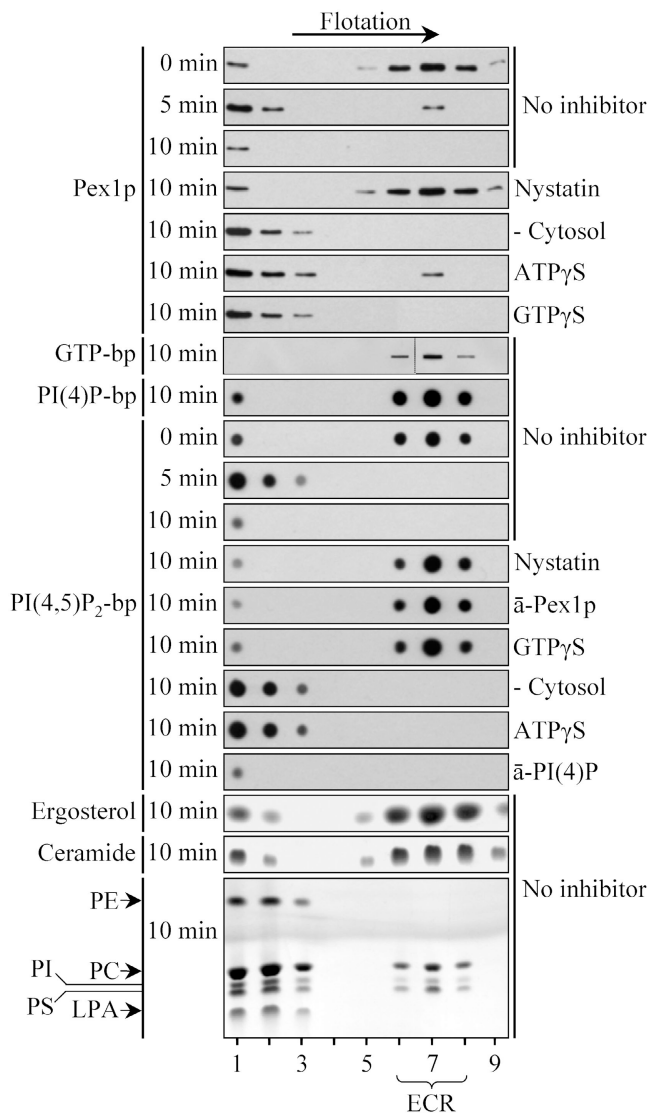 Flotation
0 min
5 min
No inhibitor
10 min
Pex1p
10 min
Nystatin
10 min
- Cytosol
10 min
ATPγS
10 min
GTPγS
GTP-bp
10 min
PI(4)P-bp
10 min
0 min
No inhibitor
5 min
10 min
10 min
Nystatin
PI(4,5)P₂-bp
10 min
ā-Pex1p
10 min
GTPγS
10 min
- Cytosol
10 min
ATPγS
10 min
ā-PI(4)P
Ergosterol
10 min
Ceramide
10 min
No inhibitor
PE
10 min
PI
PC
PS
LPA
1 3 5 7 9
ECR